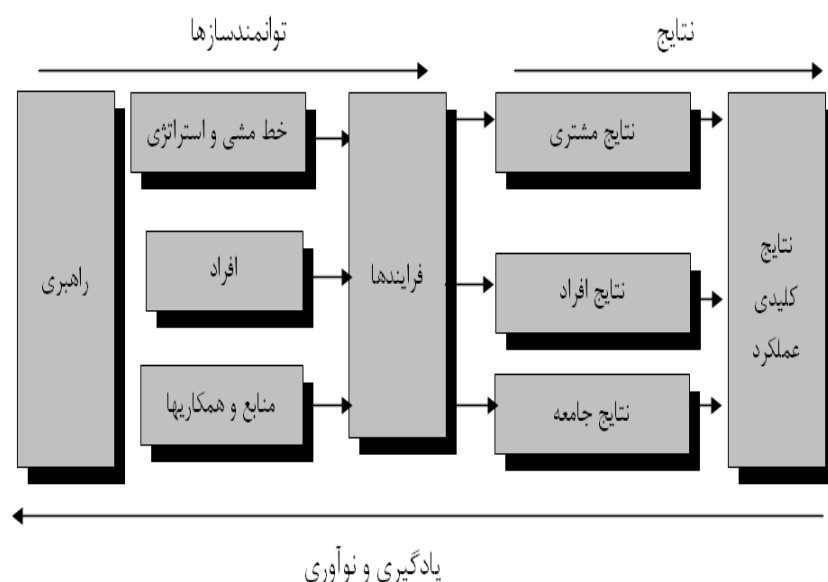 توانمندسازها
نتایج
راهبری
خط مشی و استراتژی
افراد
منابع و همکاریها
فرایندها
نتایج مشتری
نتایج افراد
نتایج جامعه
نتایج
کلیدی
عملکرد
یادگیری و نوآوری